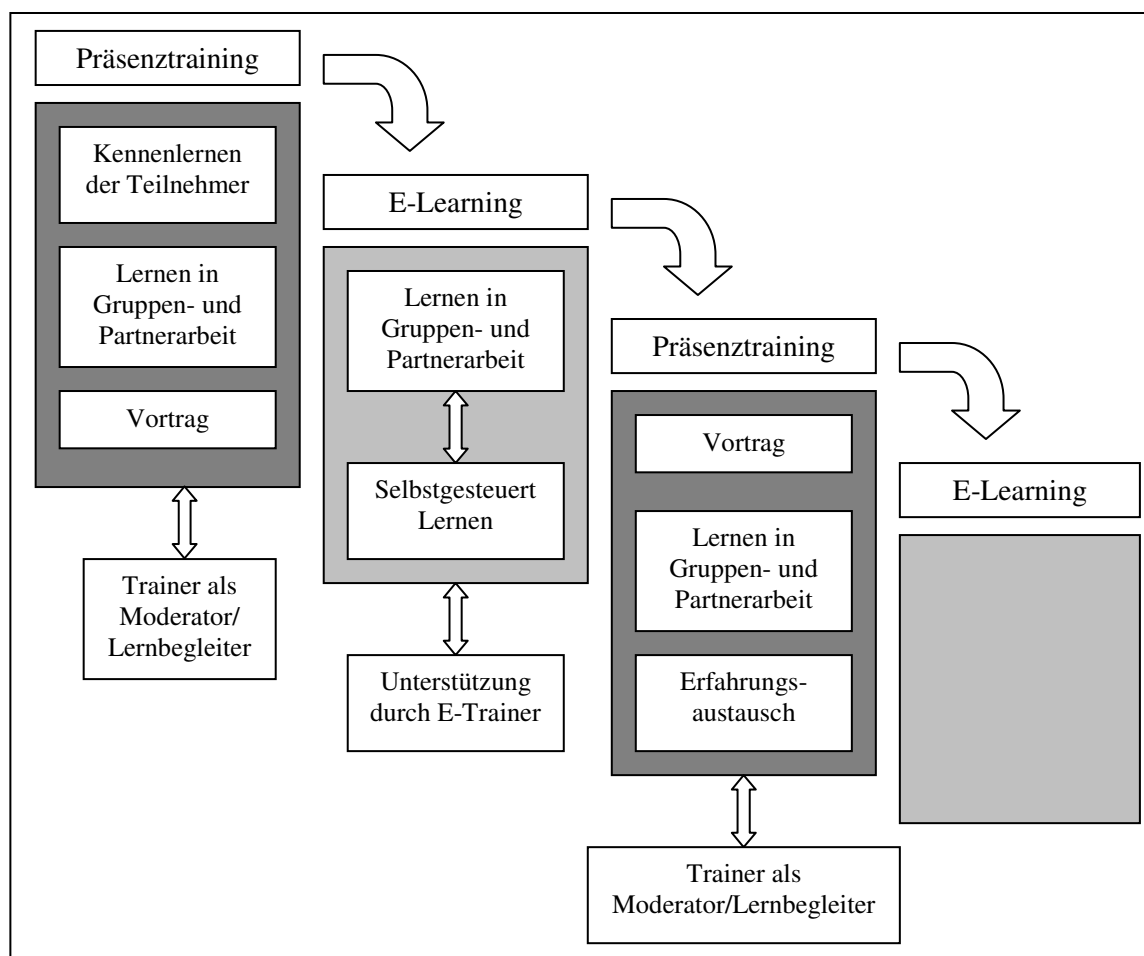 Präsenztraining
Kennenlernen
der Teilnehmer
Lernen in
Gruppen- und
Partnerarbeit
Vortrag
Trainer als
Moderator/
Lernbegleiter
E-Learning
Lernen in
Gruppen- und
Partnerarbeit
Selbstgesteuert
Lernen
Unterstützung
durch E-Trainer
Präsenztraining
Vortrag
Lernen in
Gruppen- und
Partnerarbeit
Erfahrungs-
austausch
Trainer als
Moderator/Lernbegleiter
E-Learning